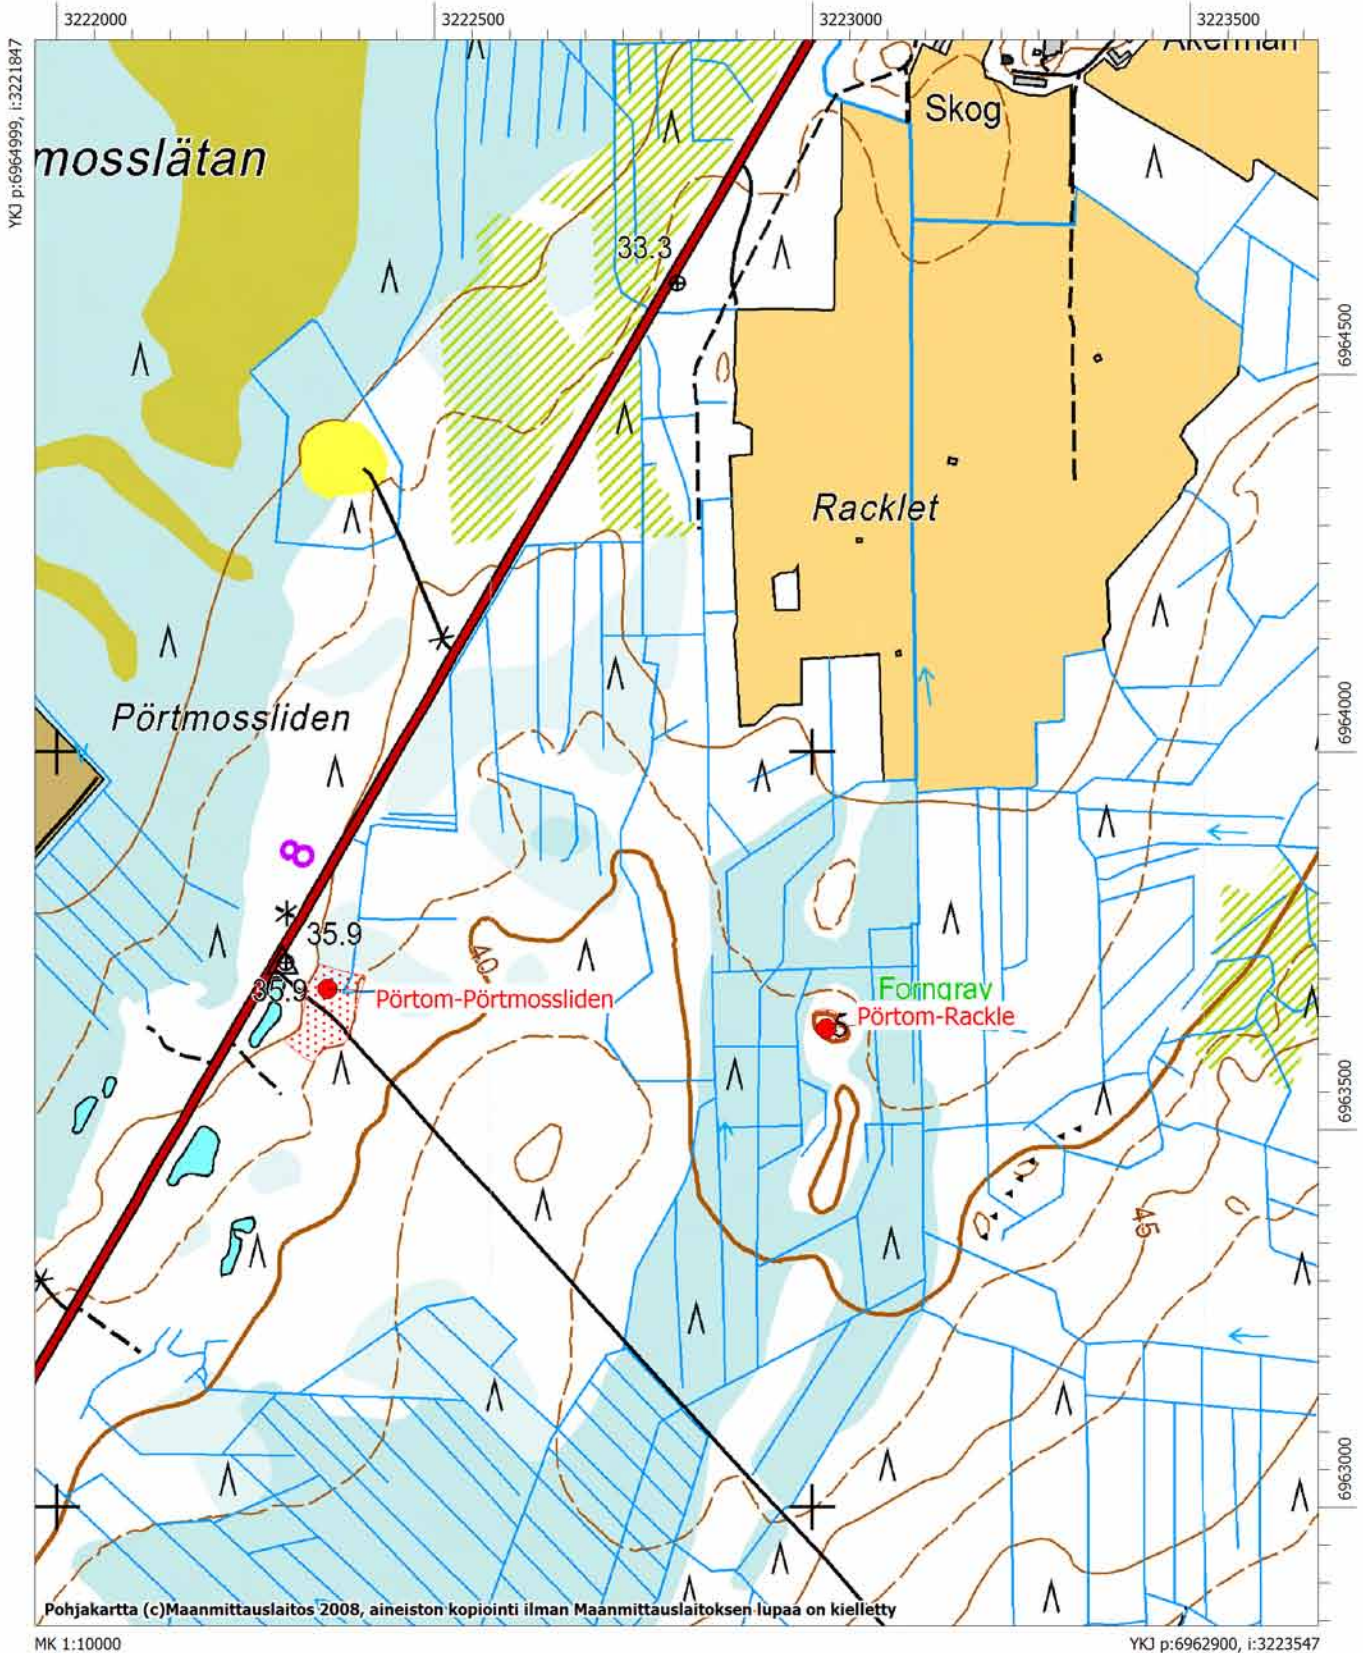 3222000
3222500
3223000
3223500
YKJ p:6964999, i:3221847
Åkerman
Skog
mosslätan
33.3
6964500
Racklet
Pörtmossliden
6964000
35.9
40
35.9
Pörtom-Pörtmossliden
Forngrav
Pörtom-Rackle
5
6963500
45
6963000
Pohjakartta (c)Maanmittauslaitos 2008, aineiston kopiointi ilman Maanmittauslaitoksen lupaa on kielletty
MK 1:10000
YKJ p:6962900, i:3223547